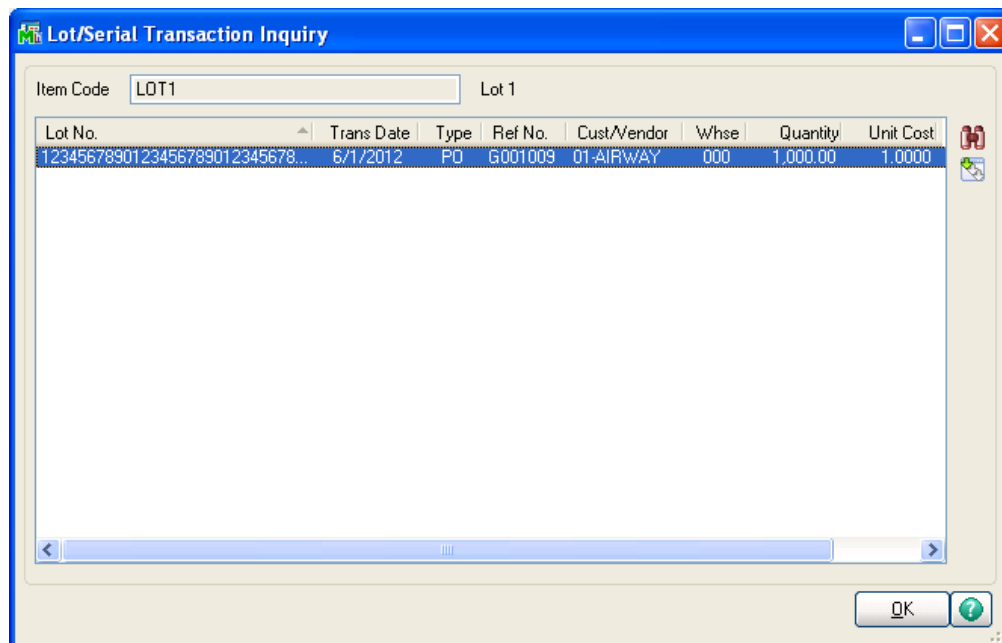 Lot/Serial Transaction Inquiry
Item Code LOT1 Lot 1
Lot No. Trans Date Type Ref No. Cust/Vendor Whse Quantity Unit Cost
1234567890123456789012345678... 6/1/2012 PO G001009 01-AIRWAY 000 1,000.00 1.0000
OK